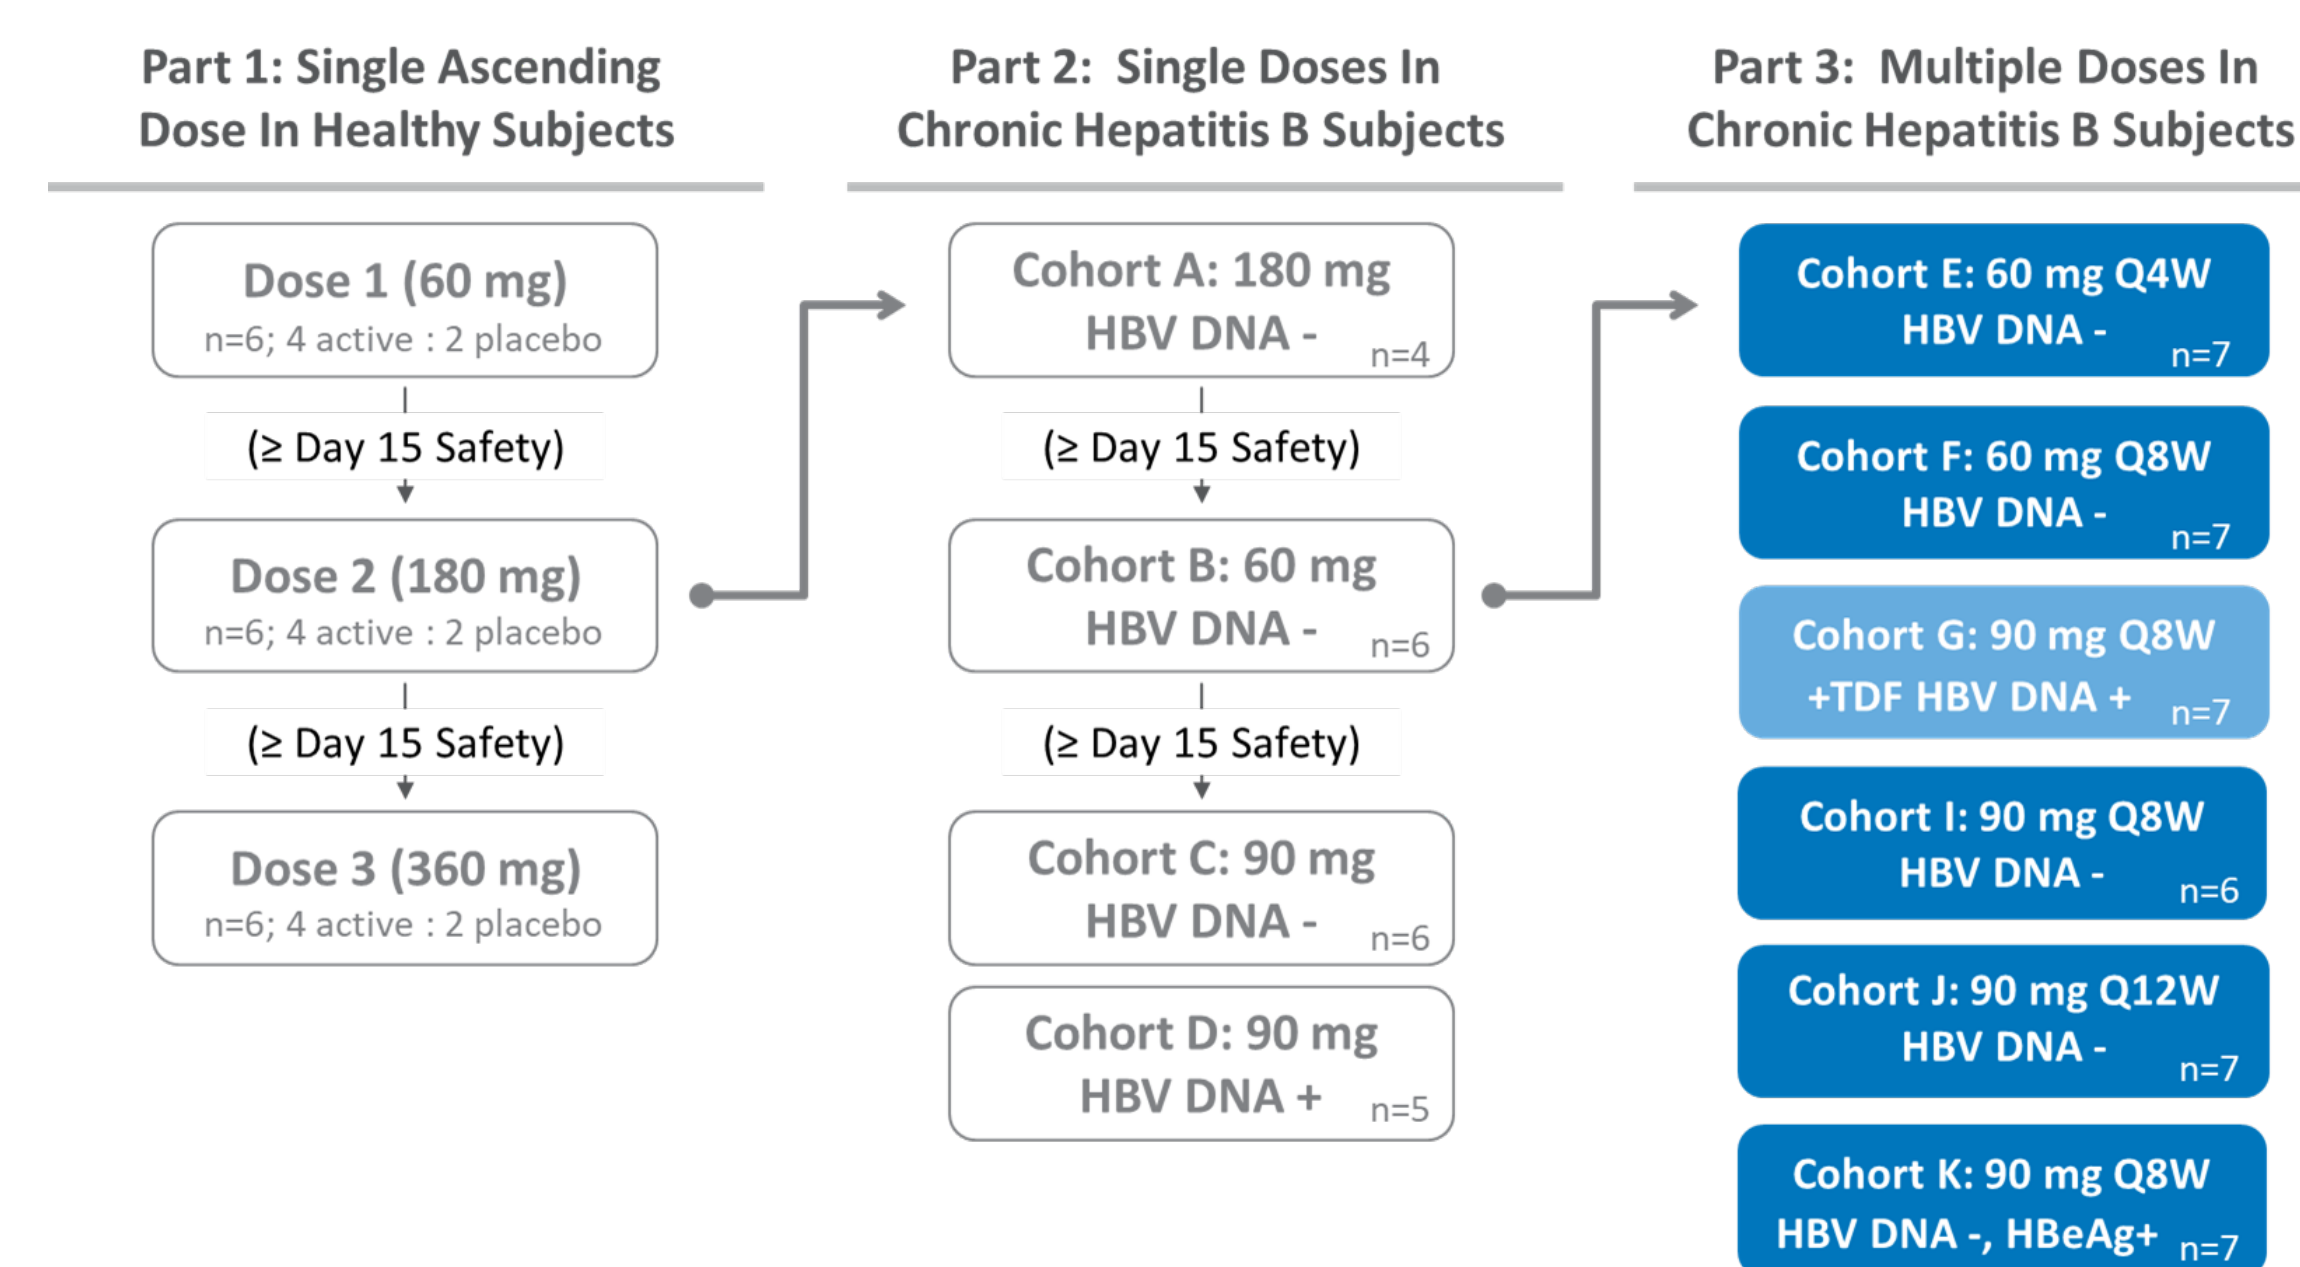 Part 1: Single Ascending
Dose In Healthy Subjects
Dose 1 (60 mg)
n=6; 4 active : 2 placebo
(≥ Day 15 Safety)
Dose 2 (180 mg)
n=6; 4 active : 2 placebo
(≥ Day 15 Safety)
Dose 3 (360 mg)
n=6; 4 active : 2 placebo
Part 2: Single Doses In
Chronic Hepatitis B Subjects
Cohort A: 180 mg
HBV DNA -
n=4
(≥ Day 15 Safety)
Cohort B: 60 mg
HBV DNA -
n=6
(≥ Day 15 Safety)
Cohort C: 90 mg
HBV DNA -
n=6
Cohort D: 90 mg
HBV DNA +
n=5
Part 3: Multiple Doses In
Chronic Hepatitis B Subjects
Cohort E: 60 mg Q4W
HBV DNA -
n=7
Cohort F: 60 mg Q8W
HBV DNA -
n=7
Cohort G: 90 mg Q8W
+TDF HBV DNA +
n=7
Cohort I: 90 mg Q8W
HBV DNA -
n=6
Cohort J: 90 mg Q12W
HBV DNA -
n=7
Cohort K: 90 mg Q8W
HBV DNA -, HBeAg+
n=7